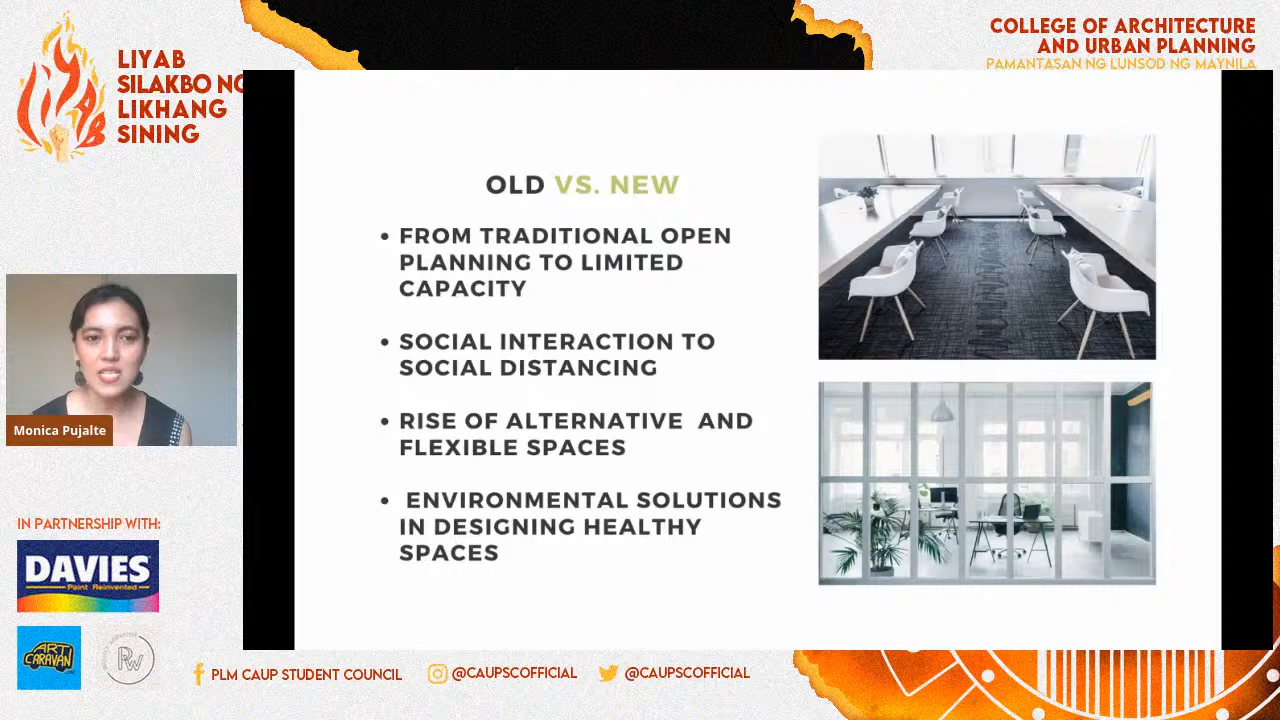 LIYAB
SILAKBO NG
LIKHANG
SINING
COLLEGE OF ARCHITECTURE
AND URBAN PLANNING
PAMANTASAN NG LUNSOD NG MAYNILA
OLD VS. NEW
• FROM TRADITIONAL OPEN
PLANNING TO LIMITED
CAPACITY
• SOCIAL INTERACTION TO
SOCIAL DISTANCING
• RISE OF ALTERNATIVE AND
FLEXIBLE SPACES
• ENVIRONMENTAL SOLUTIONS
IN DESIGNING HEALTHY
SPACES
Monica Pujalte
IN PARTNERSHIP WITH:
DAVIES
Paint Reinvented
ART
CARAVAN
PW
PLM CAUP STUDENT COUNCIL
@CAUPSCOFFICIAL
@CAUPSCOFFICIAL